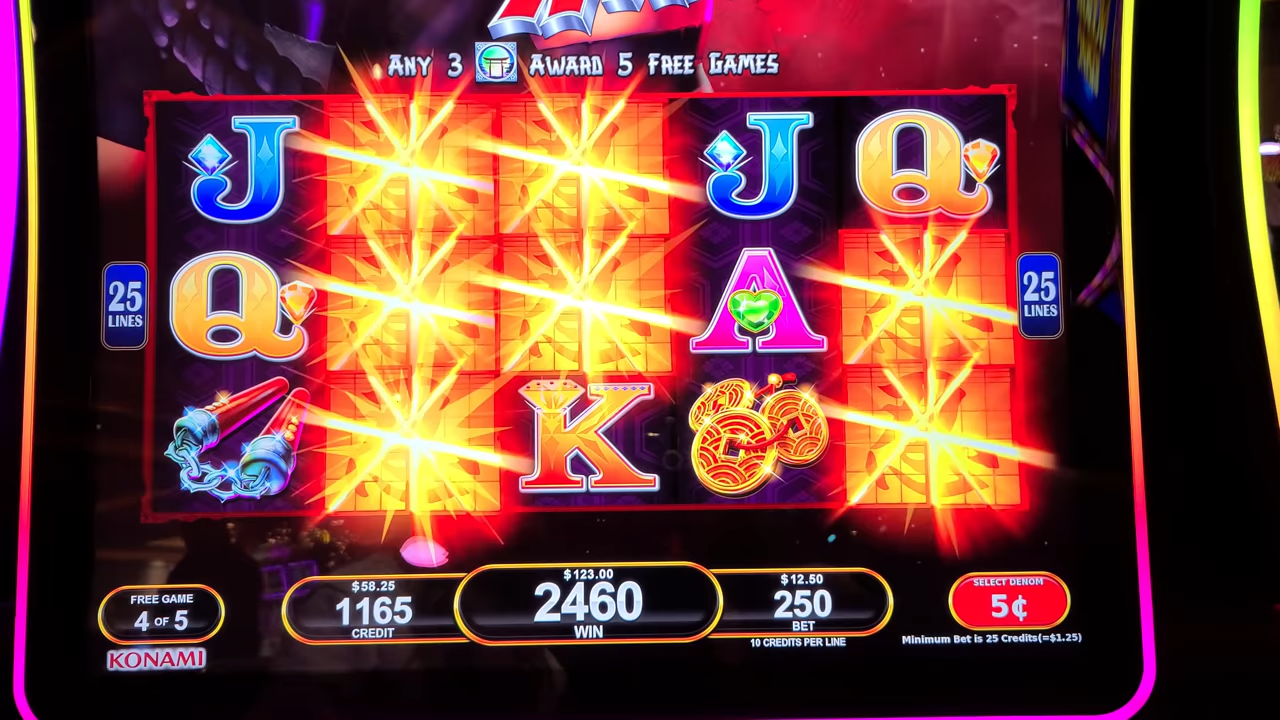 ANY 3 AWARD 5 FREE GAMES
J J Q
25 LINES
Q A
25 LINES
K
FREE GAME
4 OF 5
$58.25
1165
CREDIT
$123.00
2460
WIN
$12.50
250
BET
10 CREDITS PER LINE
SELECT DENOM
5¢
Minimum Bet is 25 Credits(=$1.25)
KONAMI